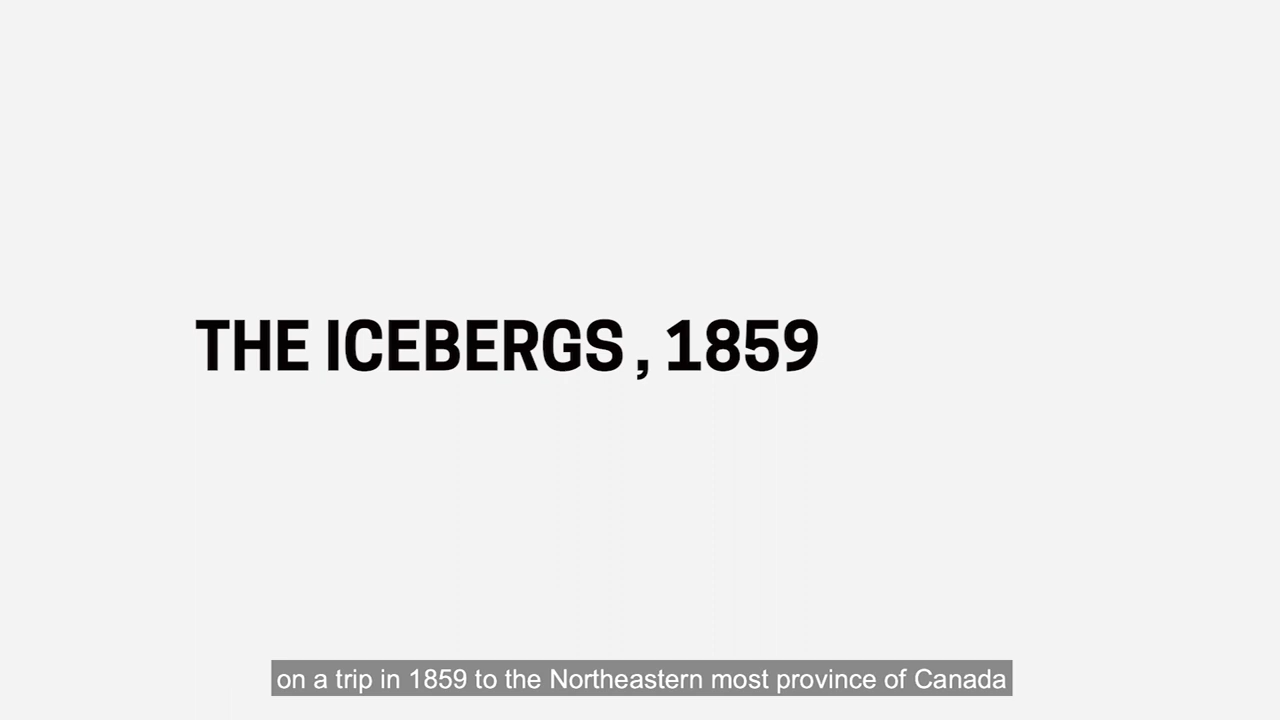 THE ICEBERGS , 1859
on a trip in 1859 to the Northeastern most province of Canada